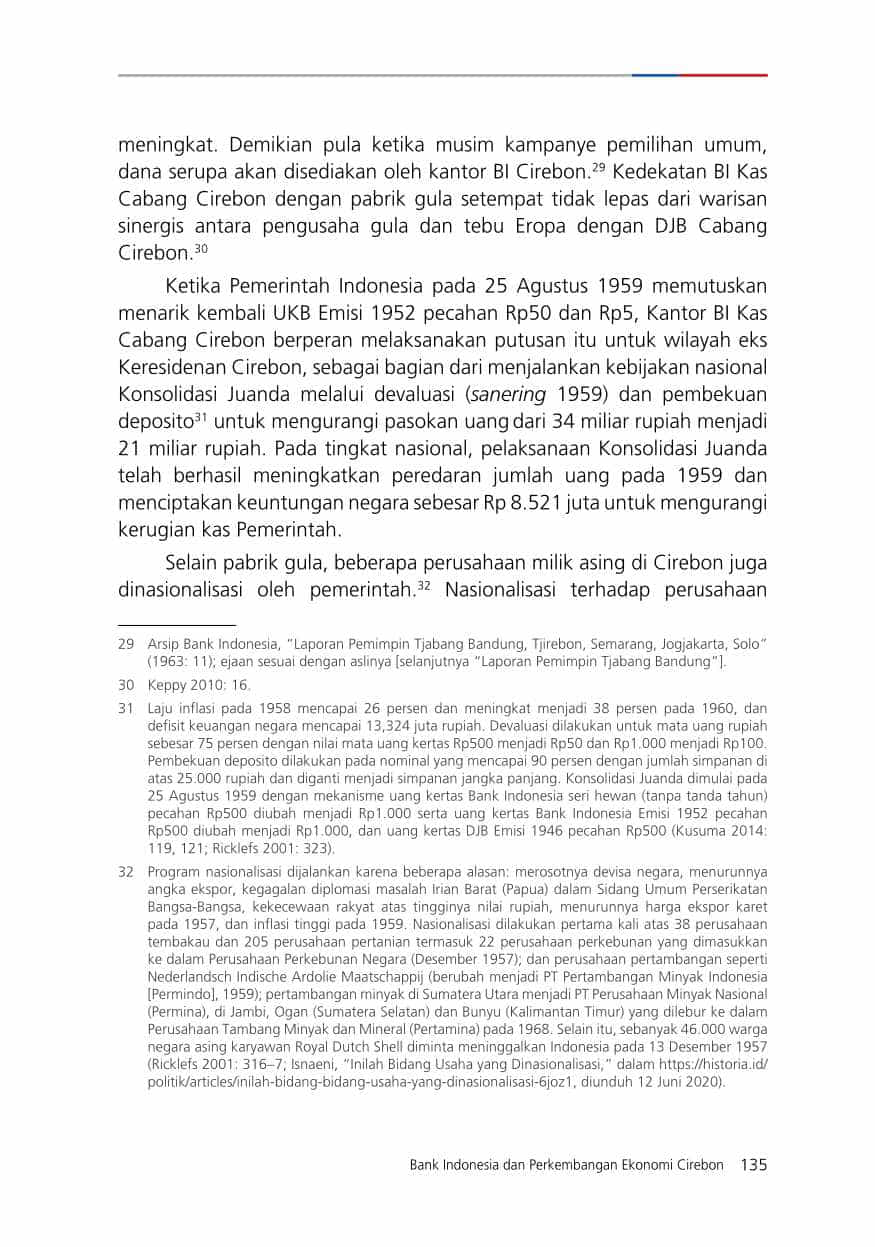 meningkat. Demikian pula ketika musim kampanye pemilihan umum,
dana serupa akan disediakan oleh kantor BI Cirebon.²⁹ Kedekatan BI Kas
Cabang Cirebon dengan pabrik gula setempat tidak lepas dari warisan
sinergis antara pengusaha gula dan tebu Eropa dengan DJB Cabang
Cirebon.³⁰
Ketika Pemerintah Indonesia pada 25 Agustus 1959 memutuskan
menarik kembali UKB Emisi 1952 pecahan Rp50 dan Rp5, Kantor BI Kas
Cabang Cirebon berperan melaksanakan putusan itu untuk wilayah eks
Keresidenan Cirebon, sebagai bagian dari menjalankan kebijakan nasional
Konsolidasi Juanda melalui devaluasi (sanering 1959) dan pembekuan
deposito³¹ untuk mengurangi pasokan uang dari 34 miliar rupiah menjadi
21 miliar rupiah. Pada tingkat nasional, pelaksanaan Konsolidasi Juanda
telah berhasil meningkatkan peredaran jumlah uang pada 1959 dan
menciptakan keuntungan negara sebesar Rp 8.521 juta untuk mengurangi
kerugian kas Pemerintah.
Selain pabrik gula, beberapa perusahaan milik asing di Cirebon juga
dinasionalisasi oleh pemerintah.³² Nasionalisasi terhadap perusahaan
29 Arsip Bank Indonesia, “Laporan Pemimpin Tjabang Bandung, Tjirebon, Semarang, Jogjakarta, Solo”
(1963: 11); ejaan sesuai dengan aslinya [selanjutnya “Laporan Pemimpin Tjabang Bandung”].
30 Keppy 2010: 16.
31 Laju inflasi pada 1958 mencapai 26 persen dan meningkat menjadi 38 persen pada 1960, dan
defisit keuangan negara mencapai 13,324 juta rupiah. Devaluasi dilakukan untuk mata uang rupiah
sebesar 75 persen dengan nilai mata uang kertas Rp500 menjadi Rp50 dan Rp1.000 menjadi Rp100.
Pembekuan deposito dilakukan pada nominal yang mencapai 90 persen dengan jumlah simpanan di
atas 25.000 rupiah dan diganti menjadi simpanan jangka panjang. Konsolidasi Juanda dimulai pada
25 Agustus 1959 dengan mekanisme uang kertas Bank Indonesia seri hewan (tanpa tanda tahun)
pecahan Rp500 diubah menjadi Rp1.000 serta uang kertas Bank Indonesia Emisi 1952 pecahan
Rp500 diubah menjadi Rp1.000, dan uang kertas DJB Emisi 1946 pecahan Rp500 (Kusuma 2014:
119, 121; Ricklefs 2001: 323).
32 Program nasionalisasi dijalankan karena beberapa alasan: merosotnya devisa negara, menurunnya
angka ekspor, kegagalan diplomasi masalah Irian Barat (Papua) dalam Sidang Umum Perserikatan
Bangsa-Bangsa, kekecewaan rakyat atas tingginya nilai rupiah, menurunnya harga ekspor karet
pada 1957, dan inflasi tinggi pada 1959. Nasionalisasi dilakukan pertama kali atas 38 perusahaan
tembakau dan 205 perusahaan pertanian termasuk 22 perusahaan perkebunan yang dimasukkan
ke dalam Perusahaan Perkebunan Negara (Desember 1957); dan perusahaan pertambangan seperti
Nederlandsch Indische Ardolie Maatschappij (berubah menjadi PT Pertambangan Minyak Indonesia
[Permindo], 1959); pertambangan minyak di Sumatera Utara menjadi PT Perusahaan Minyak Nasional
(Permina), di Jambi, Ogan (Sumatera Selatan) dan Bunyu (Kalimantan Timur) yang dilebur ke dalam
Perusahaan Tambang Minyak dan Mineral (Pertamina) pada 1968. Selain itu, sebanyak 46.000 warga
negara asing karyawan Royal Dutch Shell diminta meninggalkan Indonesia pada 13 Desember 1957
(Ricklefs 2001: 316–7; Isnaeni, “Inilah Bidang Usaha yang Dinasionalisasi,” dalam https://historia.id/
politik/articles/inilah-bidang-bidang-usaha-yang-dinasionalisasi-6joz1, diunduh 12 Juni 2020).
Bank Indonesia dan Perkembangan Ekonomi Cirebon 135